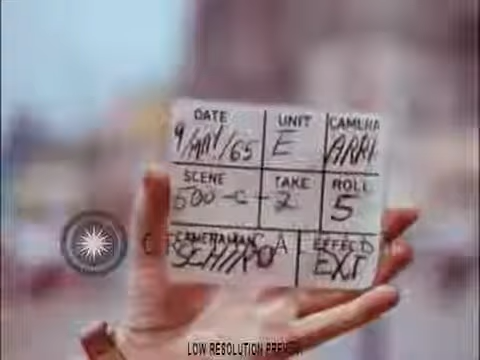 DATE UNIT CAMERA
9/MAY/65 E ARRI
SCENE TAKE ROLL
500-C- 2 5
CAMERAMAN EFFECT
SCHIRO EXT
LOW RESOLUTION PREVIEW